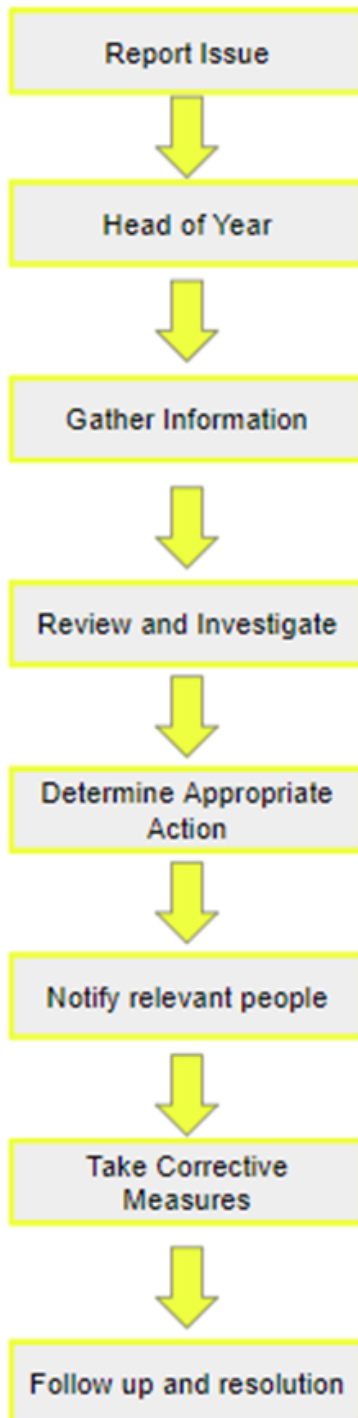 Report Issue
Head of Year
Gather Information
Review and Investigate
Determine Appropriate
Action
Notify relevant people
Take Corrective
Measures
Follow up and resolution